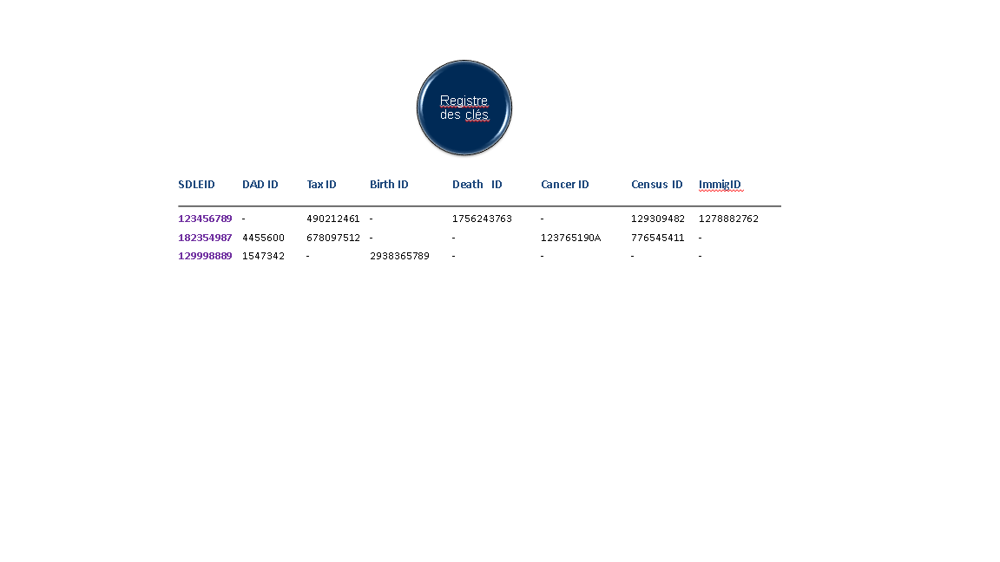 Registre
des clés
SDLEID DAD ID Tax ID Birth ID Death ID Cancer ID Census ID ImmigID
123456789 - 490212461 - 1756243763 - 129309482 1278882762
182354987 4455600 678097512 - - 123765190A 776545411 -
129998889 1547342 - 2938365789 - - - -